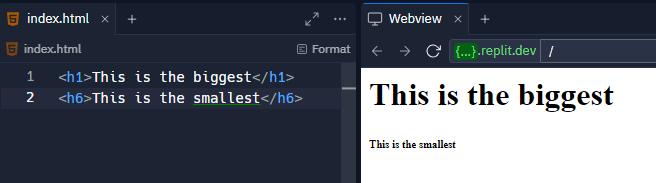 index.html
index.html
Format
1 <h1>This is the biggest</h1>
2 <h6>This is the smallest</h6>
Webview
{...}.replit.dev /
This is the biggest
This is the smallest